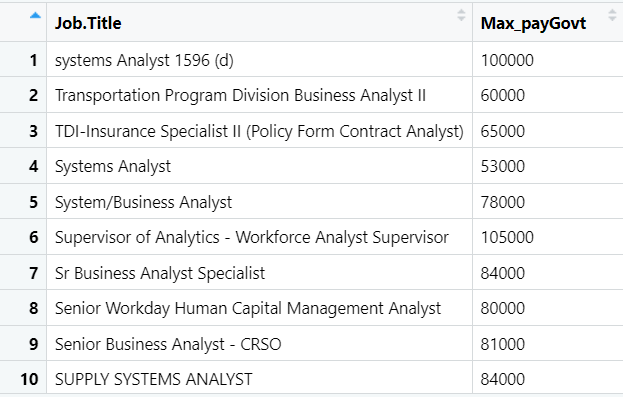 Job.Title Max_payGovt
1 systems Analyst 1596 (d) 100000
2 Transportation Program Division Business Analyst II 60000
3 TDI-Insurance Specialist II (Policy Form Contract Analyst) 65000
4 Systems Analyst 53000
5 System/Business Analyst 78000
6 Supervisor of Analytics - Workforce Analyst Supervisor 105000
7 Sr Business Analyst Specialist 84000
8 Senior Workday Human Capital Management Analyst 80000
9 Senior Business Analyst - CRSO 81000
10 SUPPLY SYSTEMS ANALYST 84000